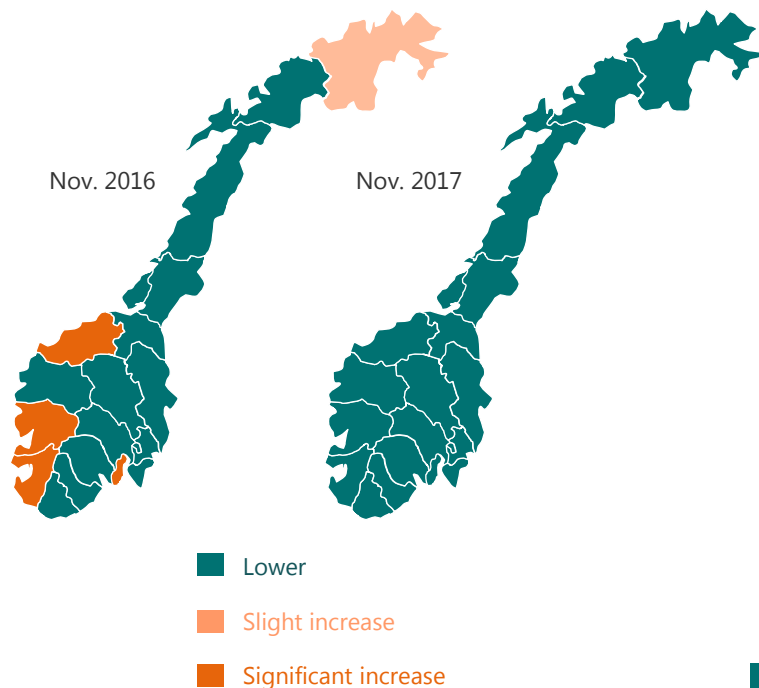 Nov. 2016
Nov. 2017
Lower
Slight increase
Significant increase